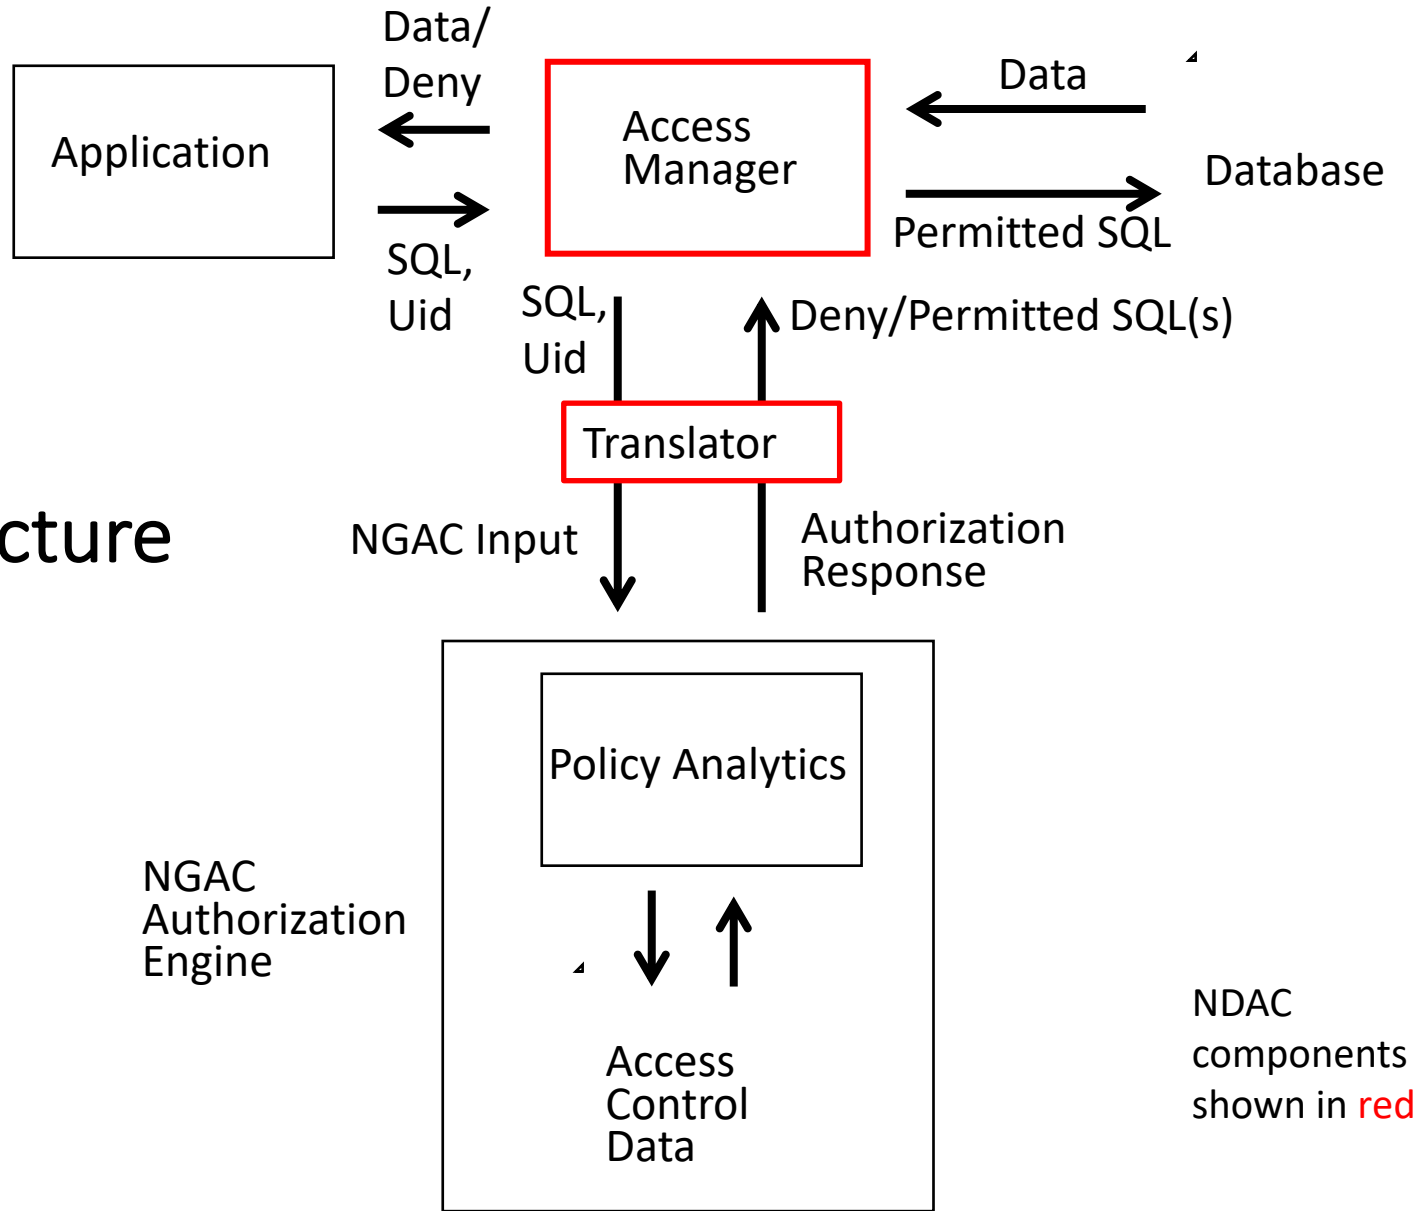 Data/
Deny
Application
SQL,
Uid
Access
Manager
Data
Database
Permitted SQL
SQL,
Uid
Deny/Permitted SQL(s)
Translator
cture
NGAC Input
Authorization
Response
Policy Analytics
NGAC
Authorization
Engine
Access
Control
Data
NDAC
components
shown in red